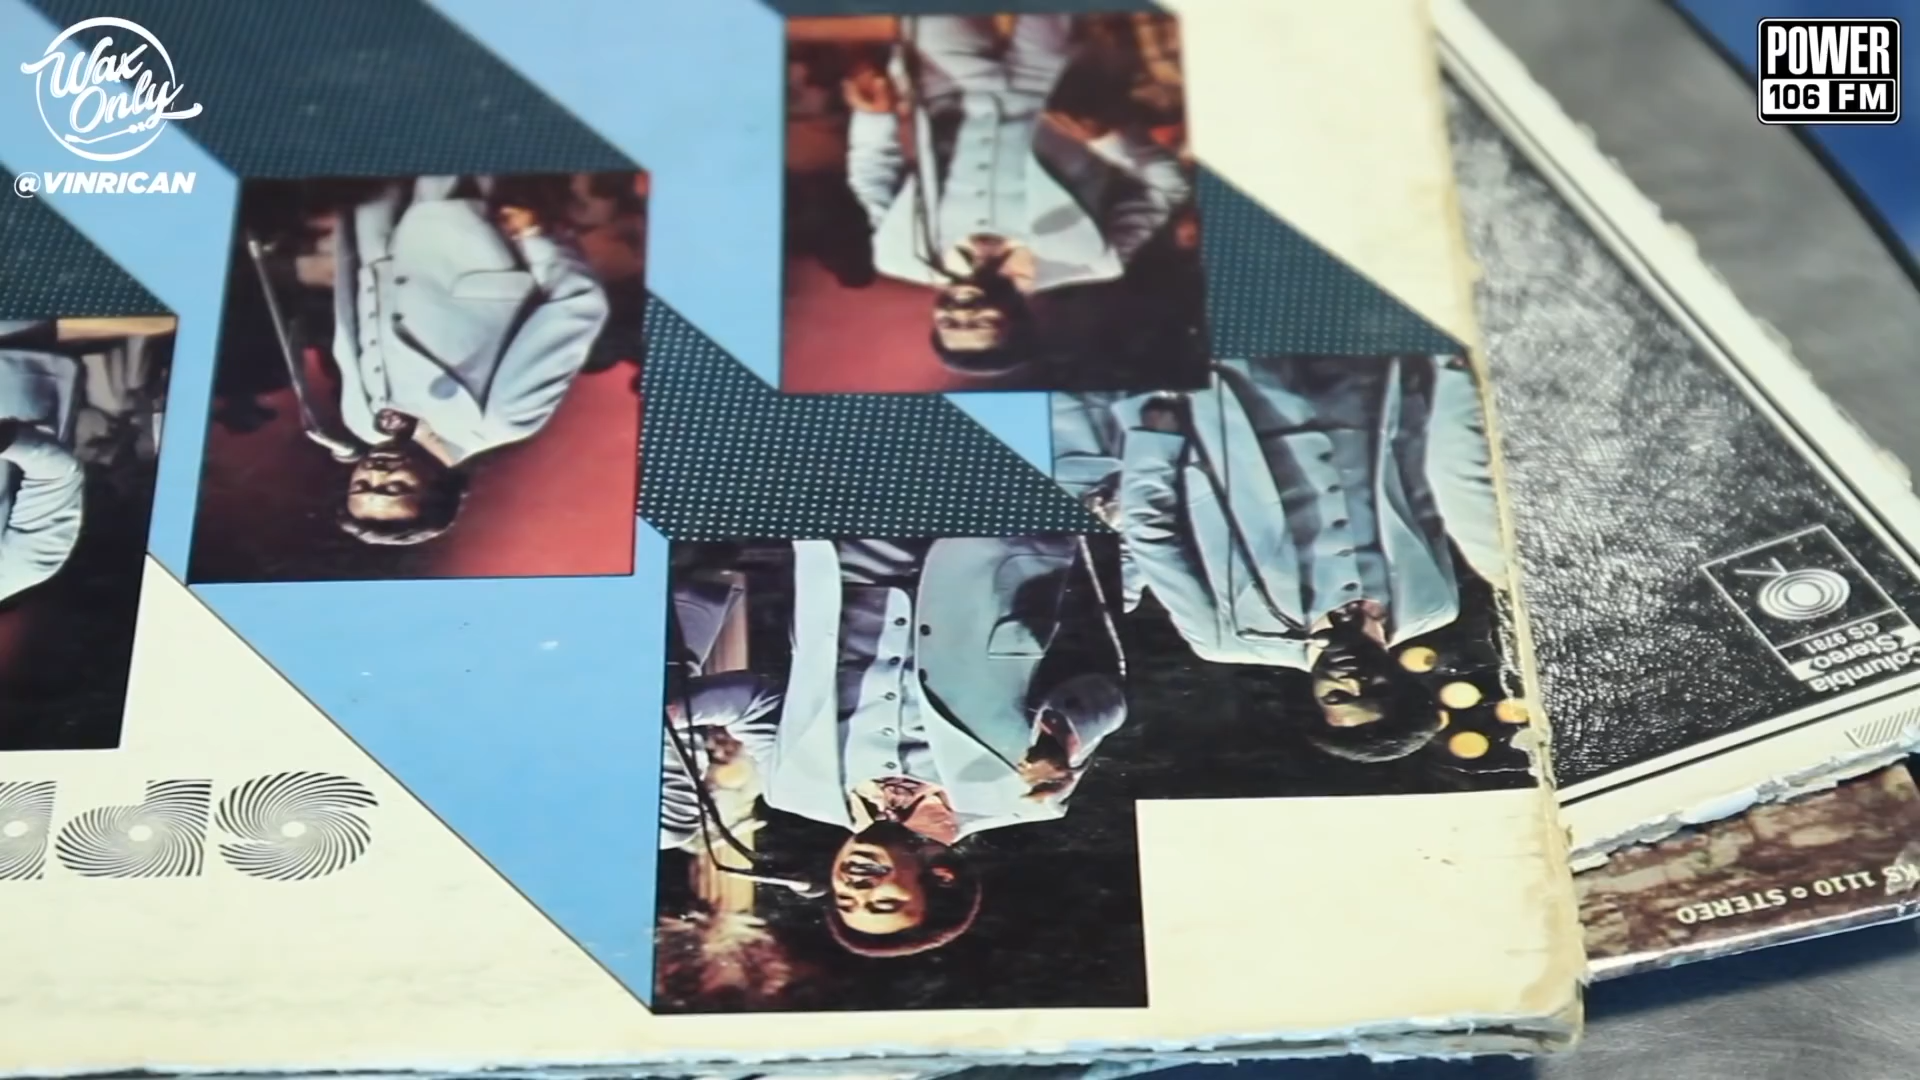 Wax
Only
@VINRICAN
POWER
106 FM
Columbia
Stereo
CS 9781
KS 1110 STEREO